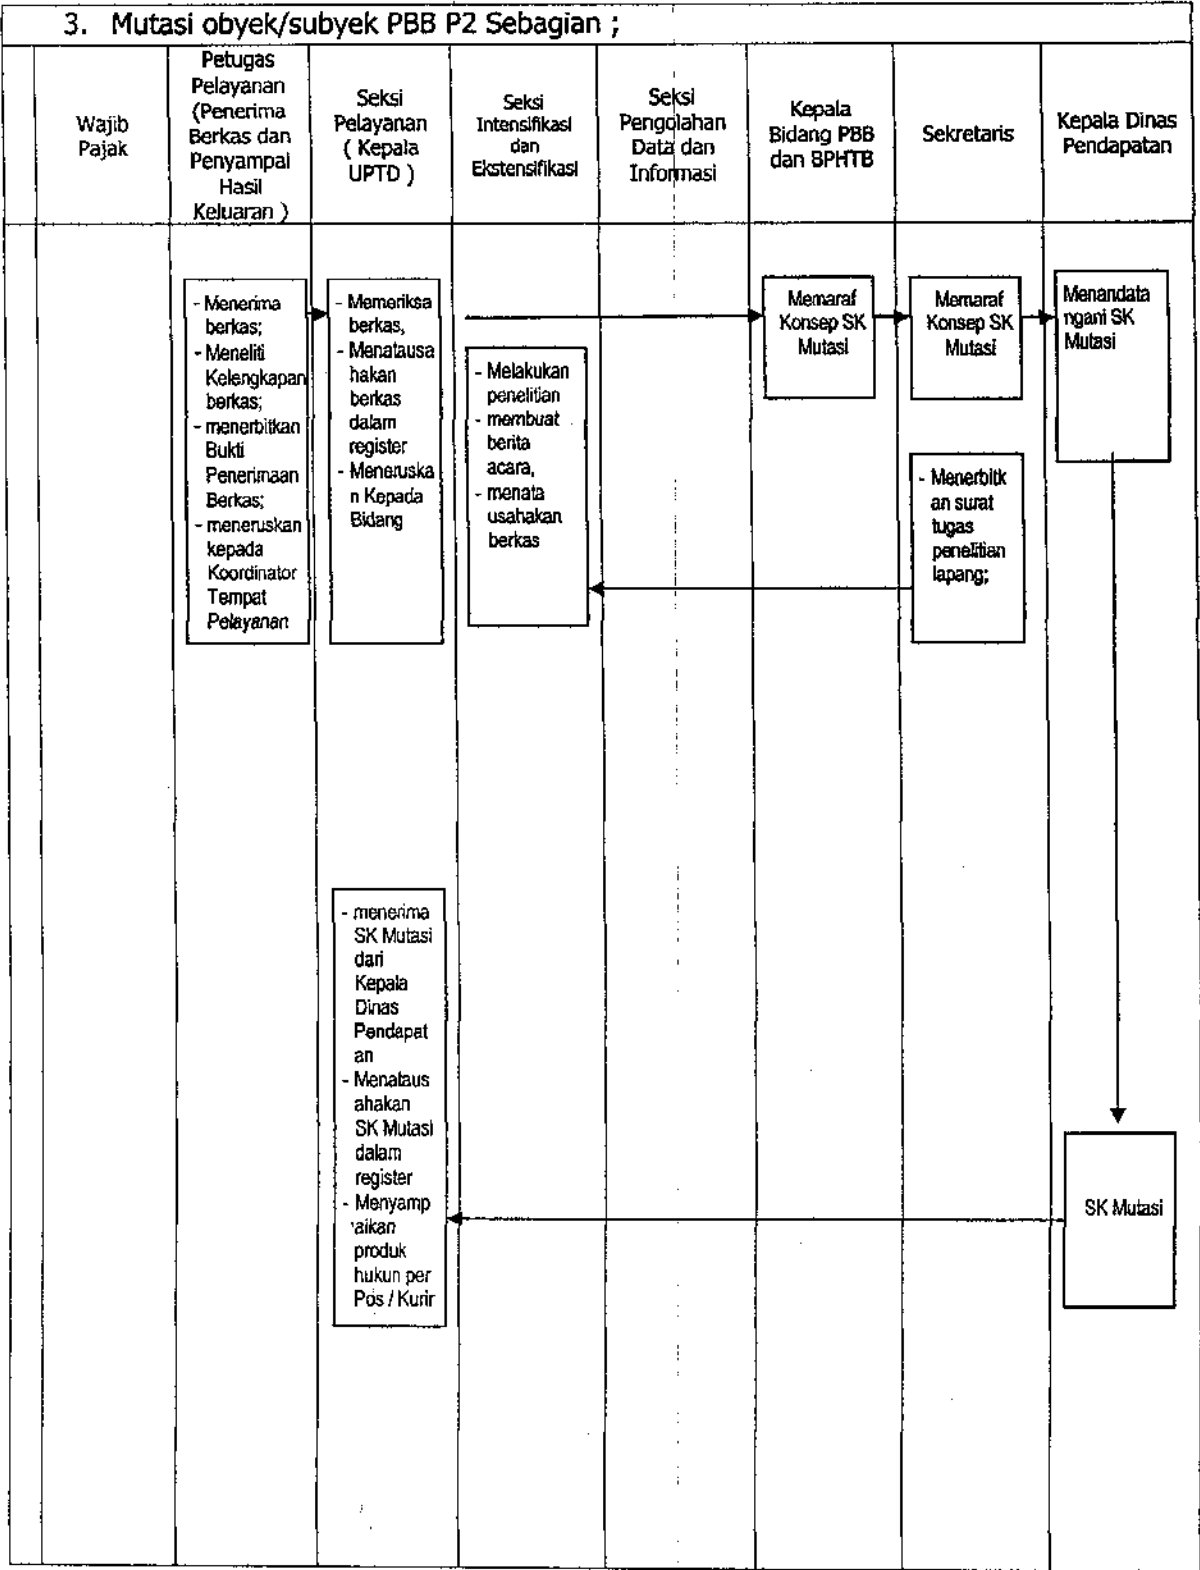 3. Mutasi obyek/subyek PBB P2 Sebagian ;
Wajib
Pajak
Petugas
Pelayanan
(Penerima
Berkas dan
Penyampai
Hasil
Keluaran )
Seksi
Pelayanan
( Kepala
UPTD )
Seksi
Intensifikasi
dan
Ekstensifikasi
Seksi
Pengolahan
Data dan
Informasi
Kepala
Bidang PBB
dan BPHTB
Sekretaris
Kepala Dinas
Pendapatan
- Menerima
berkas;
- Meneliti
Kelengkapan
berkas;
- menerbitkan
Bukti
Penerimaan
Berkas;
- meneruskan
kepada
Koordinator
Tempat
Pelayanan
- Memeriksa
berkas,
- Menatausa
hakan
berkas
dalam
register
- Meneruska
n Kepada
Bidang
- Melakukan
penelitian
- membuat
berita
acara,
- menata
usahakan
berkas
Memaraf
Konsep SK
Mutasi
Memaraf
Konsep SK
Mutasi
Menandata
ngani SK
Mutasi
- Menerbitk
an surat
tugas
penelitian
lapang;
- menerima
SK Mutasi
dari
Kepala
Dinas
Pendapat
an
- Menataus
ahakan
SK Mutasi
dalam
register
- Menyamp
aikan
produk
hukun per
Pos / Kurir
SK Mutasi